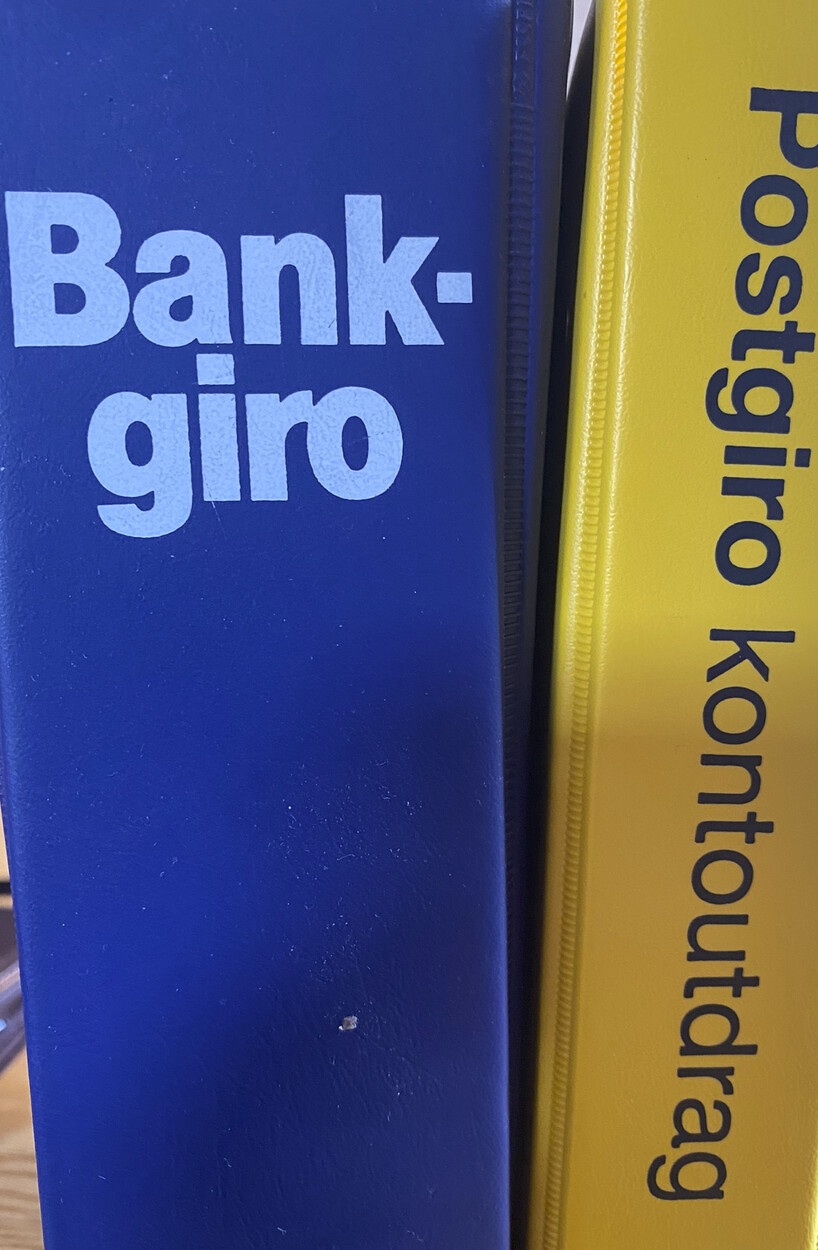 Bank-
giro
Postgiro kontoutdrag